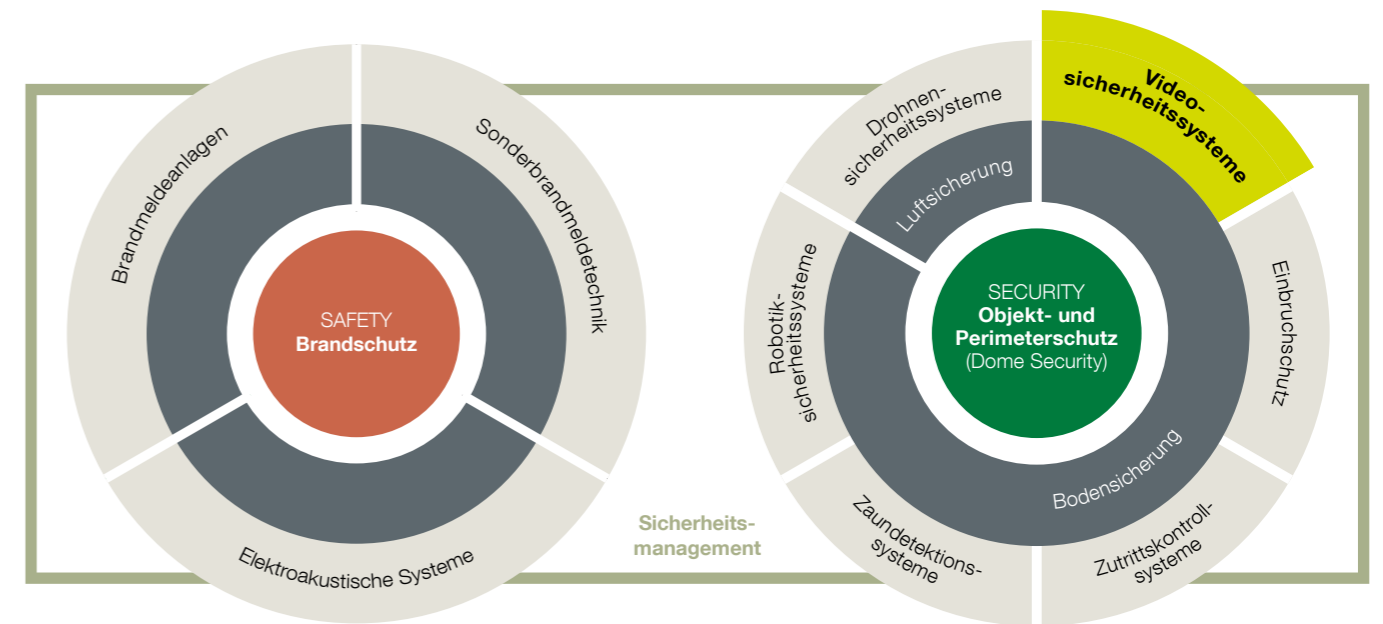 Brandmeldeanlagen
Sonderbrandmeldetechnik
SAFETY
Brandschutz
Elektroakustische Systeme
Sicherheits-
management
Drohnen-
sicherheitssysteme
Video-
sicherheitssysteme
Luftsicherung
Robotik-
sicherheitssysteme
SECURITY
Objekt- und
Perimeterschutz
(Dome Security)
Einbruchschutz
Bodensicherung
Zaundetektions-
systeme
Zutrittskontroll-
systeme